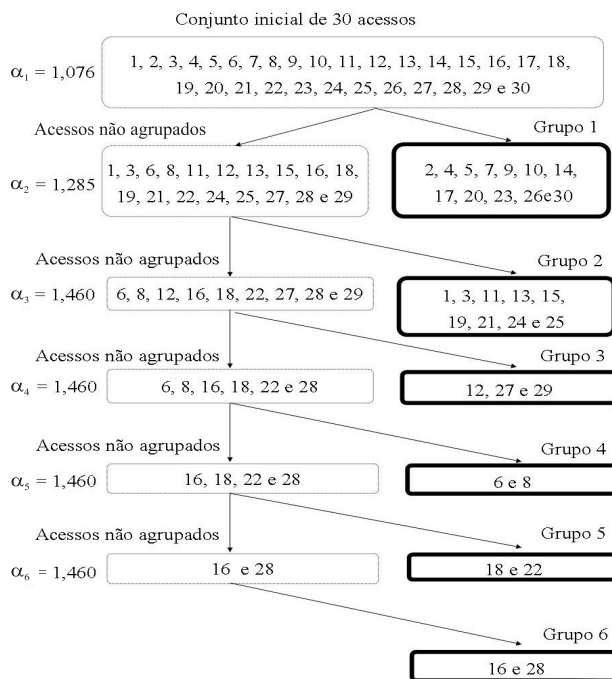 Conjunto inicial de 30 acessos
α₁ = 1,076
1, 2, 3, 4, 5, 6, 7, 8, 9, 10, 11, 12, 13, 14, 15, 16, 17, 18,
19, 20, 21, 22, 23, 24, 25, 26, 27, 28, 29 e 30
Acessos não agrupados
Grupo 1
α₂ = 1,285
1, 3, 6, 8, 11, 12, 13, 15, 16, 18,
19, 21, 22, 24, 25, 27, 28 e 29
2, 4, 5, 7, 9, 10, 14,
17, 20, 23, 26e30
Acessos não agrupados
Grupo 2
α₃ = 1,460
6, 8, 12, 16, 18, 22, 27, 28 e 29
1, 3, 11, 13, 15,
19, 21, 24 e 25
Acessos não agrupados
Grupo 3
α₄ = 1,460
6, 8, 16, 18, 22 e 28
12, 27 e 29
Acessos não agrupados
Grupo 4
α₅ = 1,460
16, 18, 22 e 28
6 e 8
Acessos não agrupados
Grupo 5
α₆ = 1,460
16 e 28
18 e 22
Grupo 6
16 e 28